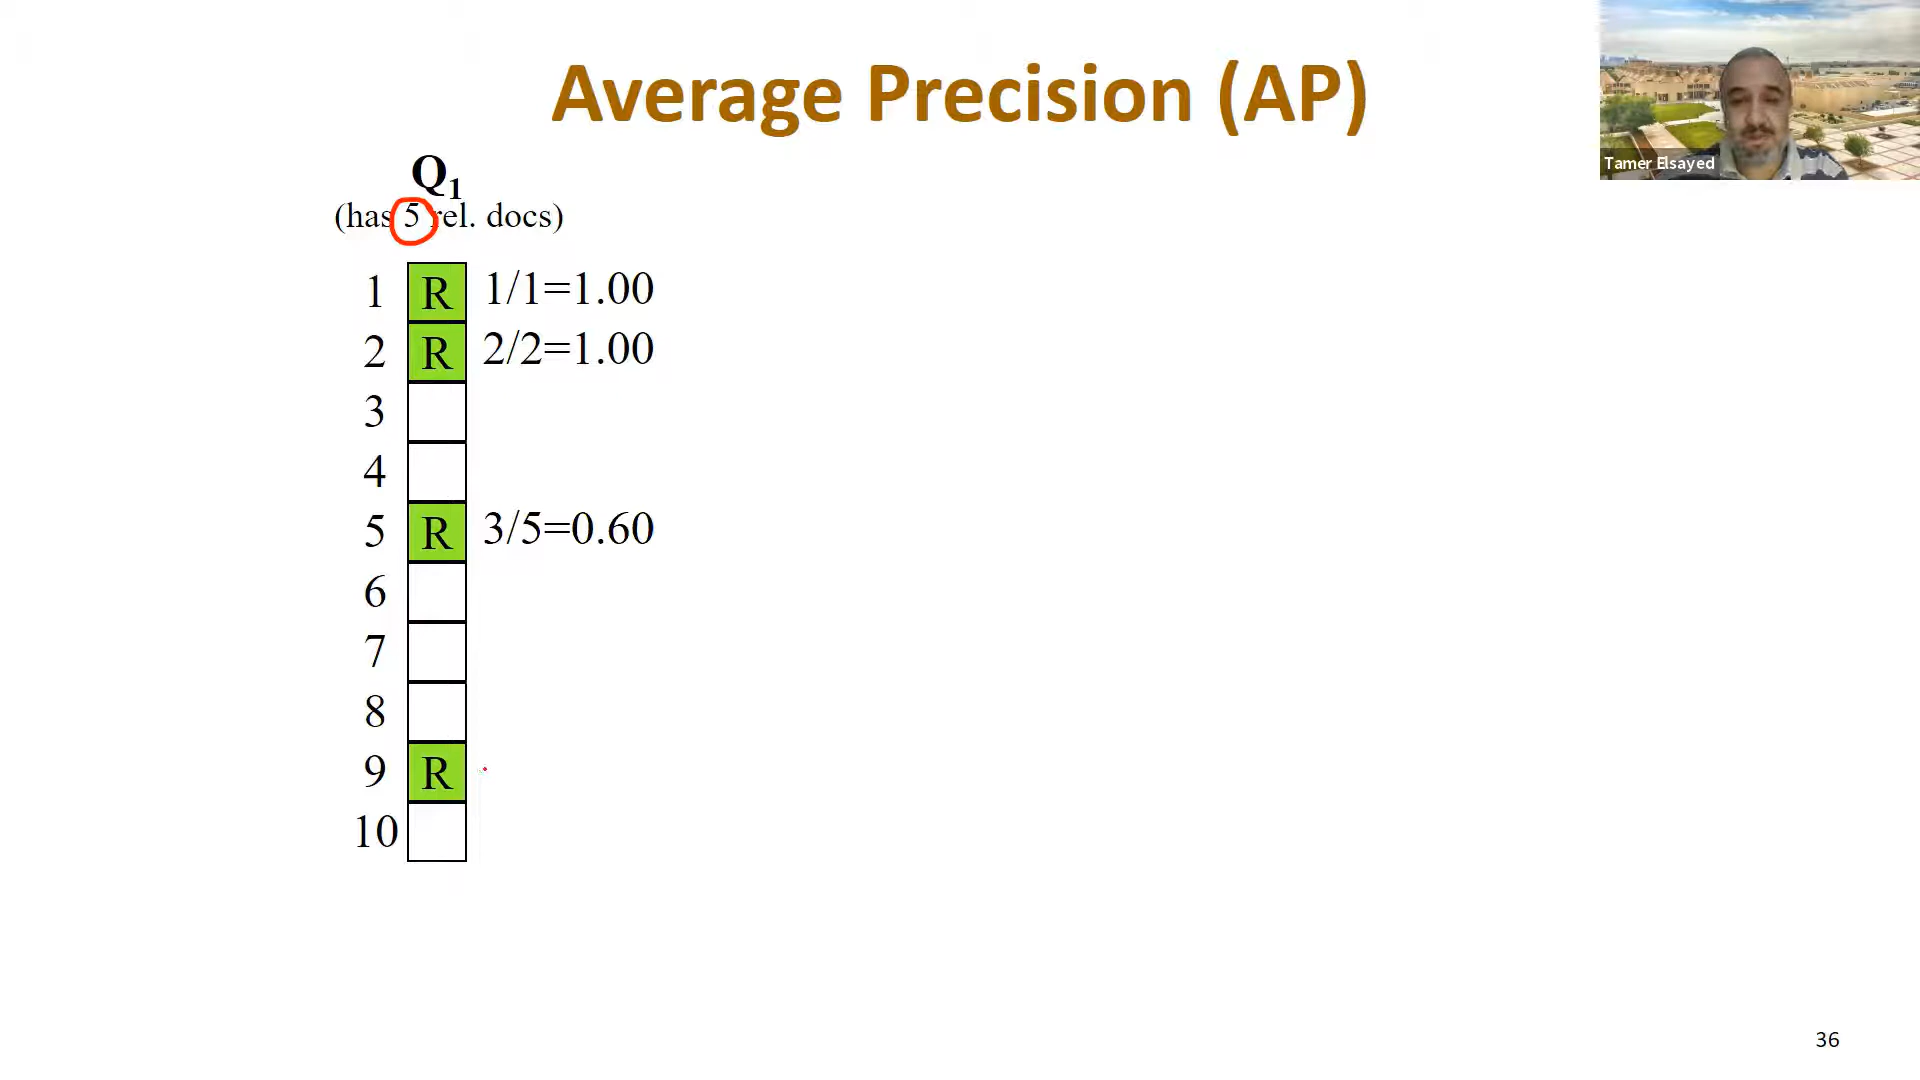 Average Precision (AP)
Tamer Elsayed
Q1
(has 5 rel. docs)
1 R 1/1=1.00
2 R 2/2=1.00
3
4
5 R 3/5=0.60
6
7
8
9 R
10
36